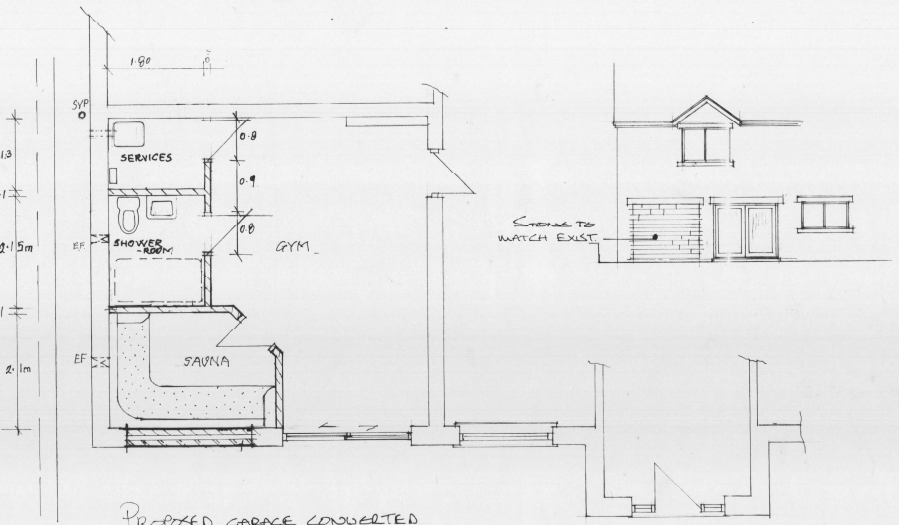 1.80
SVP
0.8
1.3
SERVICES
0.9
2.15m
EF
SHOWER
-ROOM
0.8
GYM
STONE TO
MATCH EXIST.
EF
SAUNA
2.1m
PROPOSED GARAGE CONVERTED